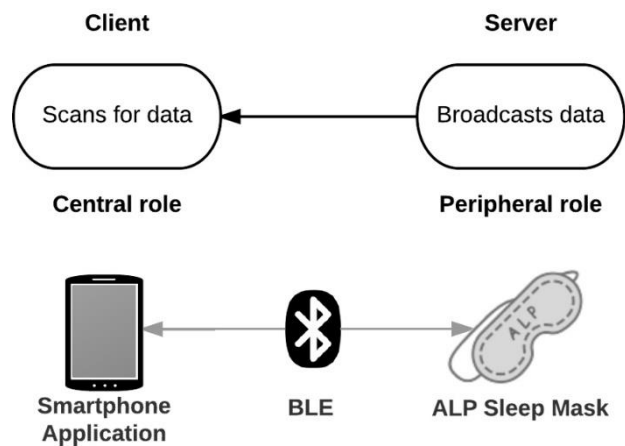 Client
Server
Scans for data
Broadcasts data
Central role
Peripheral role
ALP
Smartphone
Application
BLE
ALP Sleep Mask